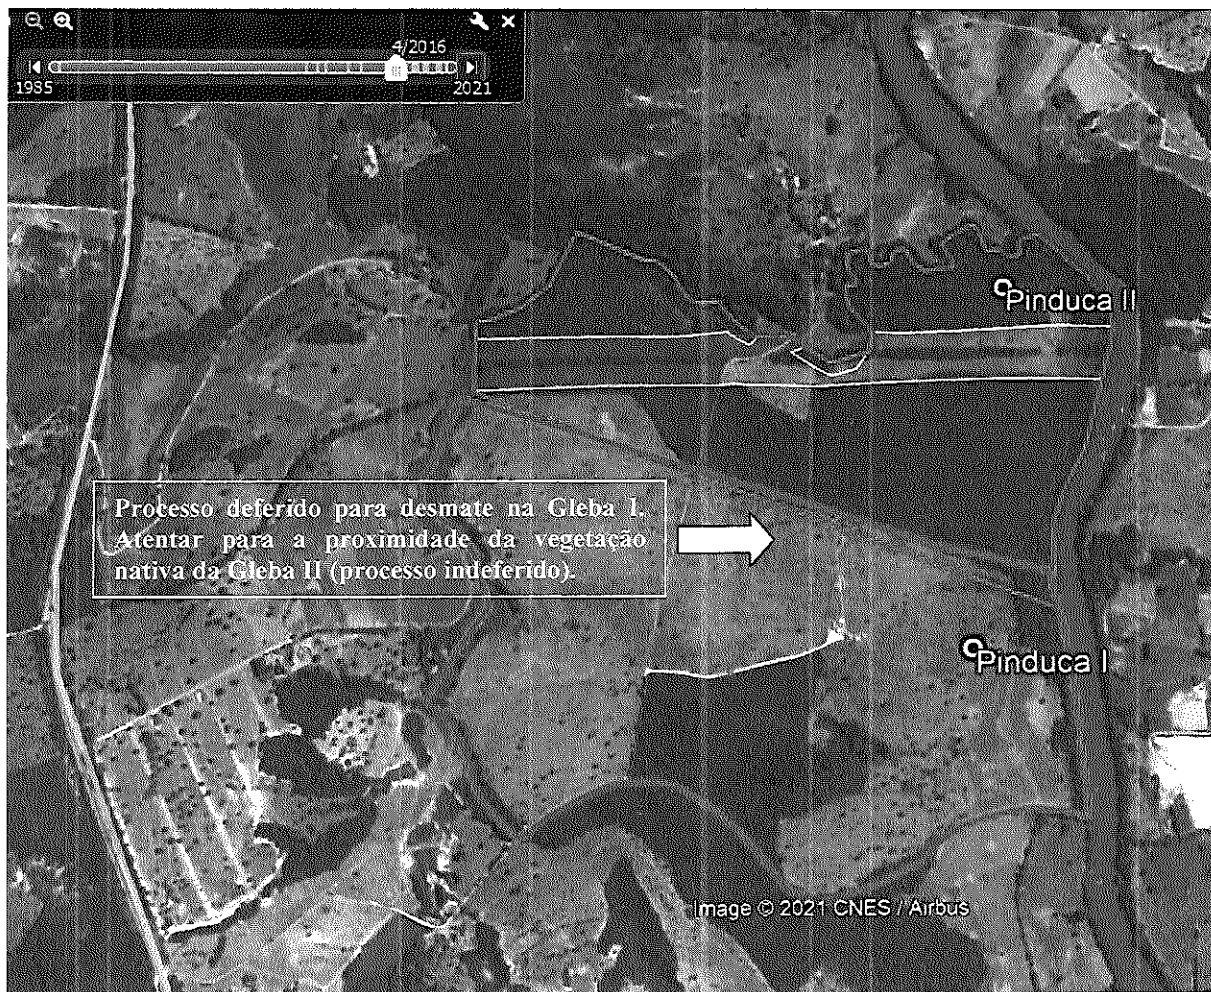 4/2016
1985
2021
Pinduca II
Processo deferido para desmate na Gleba I.
Atentar para a proximidade da vegetação
nativa da Gleba II (processo indeferido).
Pinduca I
Image © 2021 CNES / Airbus